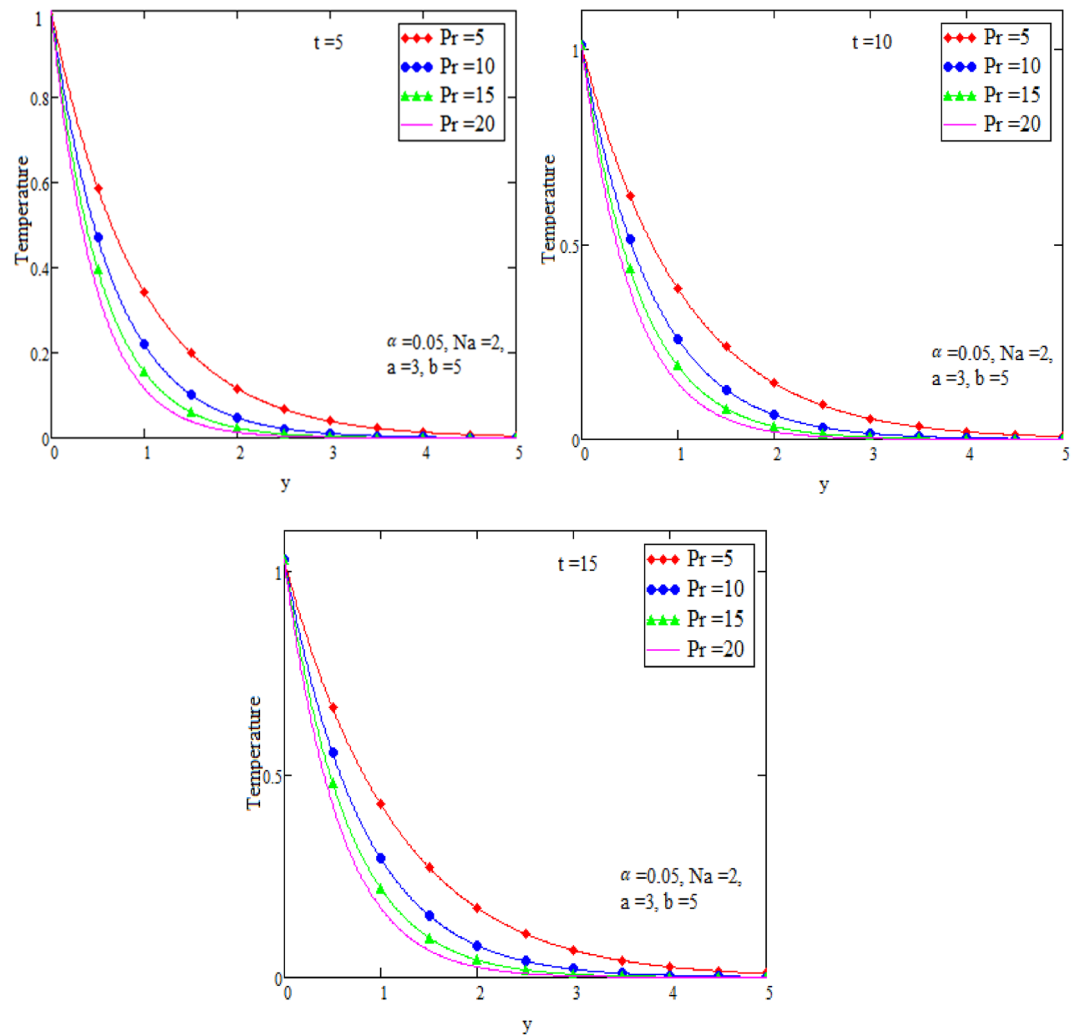 t =5
Pr =5
Pr =10
Pr =15
Pr =20
1
0.8
0.6
0.4
0.2
0
Temperature
α =0.05, Na =2,
a =3, b =5
0 1 2 3 4 5
y
t =10
Pr =5
Pr =10
Pr =15
Pr =20
1
0.5
0
Temperature
α =0.05, Na =2,
a =3, b =5
0 1 2 3 4 5
y
t =15
Pr =5
Pr =10
Pr =15
Pr =20
1
0.5
0
Temperature
α =0.05, Na =2,
a =3, b =5
0 1 2 3 4 5
y